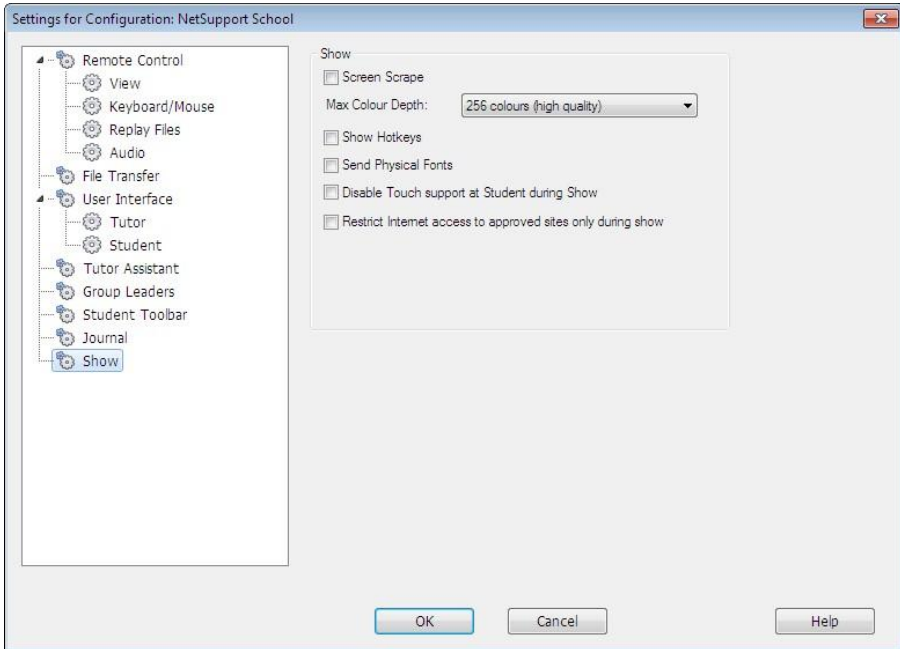 Settings for Configuration: NetSupport School
Remote Control
View
Keyboard/Mouse
Replay Files
Audio
File Transfer
User Interface
Tutor
Student
Tutor Assistant
Group Leaders
Student Toolbar
Journal
Show
Show
Screen Scrape
Max Colour Depth: 256 colours (high quality)
Show Hotkeys
Send Physical Fonts
Disable Touch support at Student during Show
Restrict Internet access to approved sites only during show
OK Cancel Help